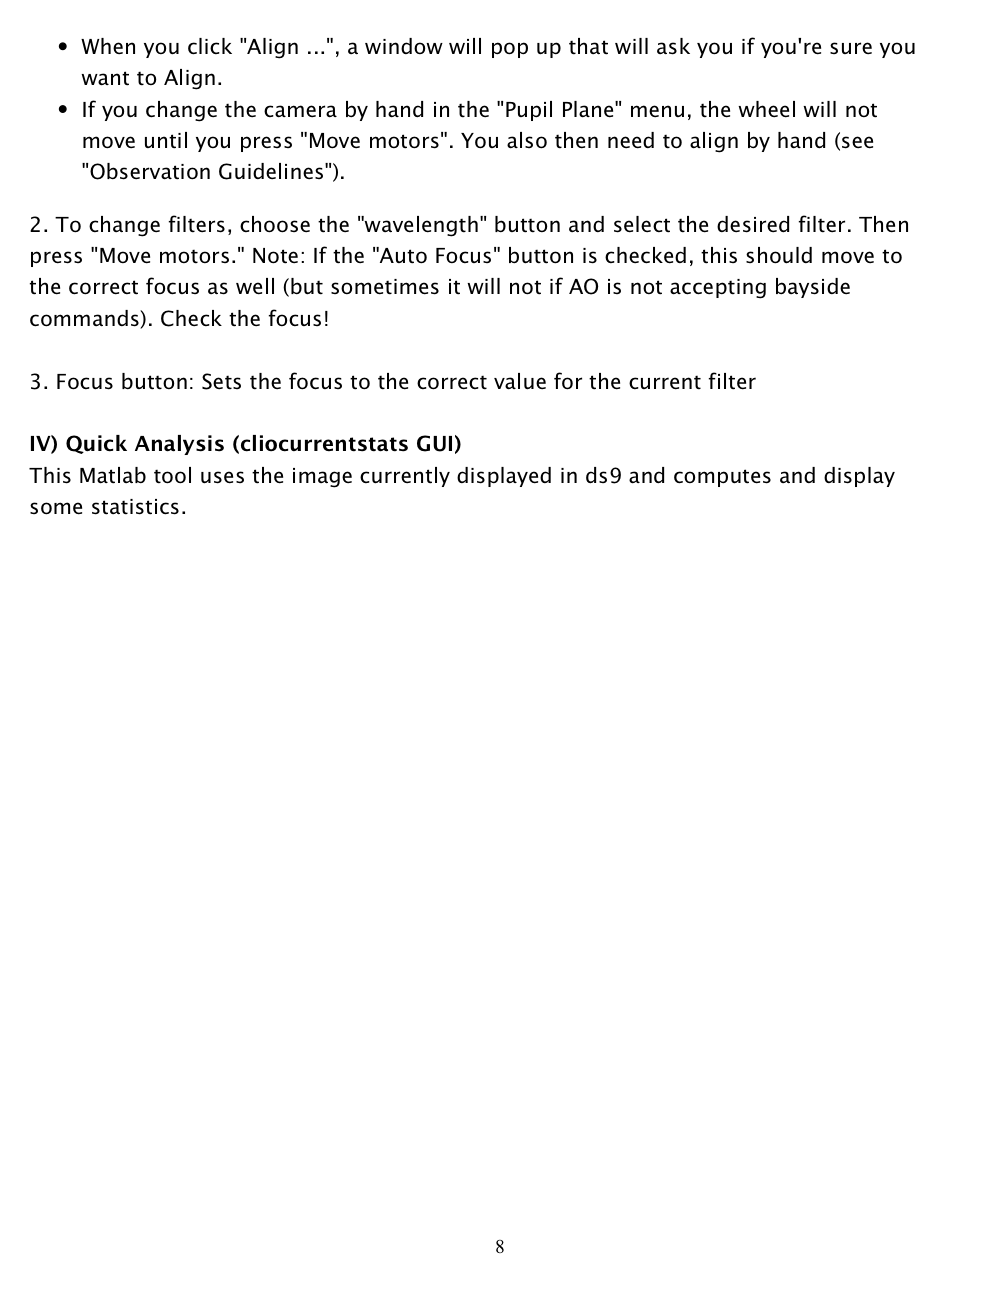 • When you click "Align ...", a window will pop up that will ask you if you're sure you
want to Align.
• If you change the camera by hand in the "Pupil Plane" menu, the wheel will not
move until you press "Move motors". You also then need to align by hand (see
"Observation Guidelines").
2. To change filters, choose the "wavelength" button and select the desired filter. Then
press "Move motors." Note: If the "Auto Focus" button is checked, this should move to
the correct focus as well (but sometimes it will not if AO is not accepting bayside
commands). Check the focus!
3. Focus button: Sets the focus to the correct value for the current filter
IV) Quick Analysis (cliocurrentstats GUI)
This Matlab tool uses the image currently displayed in ds9 and computes and display
some statistics.
8